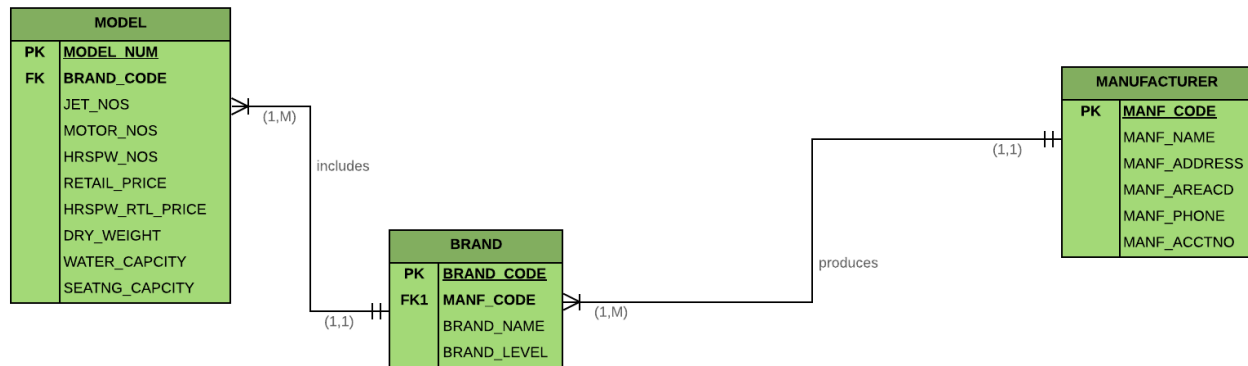 MODEL
PK MODEL_NUM
FK BRAND_CODE
JET_NOS
MOTOR_NOS
HRSPW_NOS
RETAIL_PRICE
HRSPW_RTL_PRICE
DRY_WEIGHT
WATER_CAPCITY
SEATNG_CAPCITY
(1,M)
includes
(1,1)
BRAND
PK BRAND_CODE
FK1 MANF_CODE
BRAND_NAME
BRAND_LEVEL
(1,M)
produces
(1,1)
MANUFACTURER
PK MANF_CODE
MANF_NAME
MANF_ADDRESS
MANF_AREACD
MANF_PHONE
MANF_ACCTNO